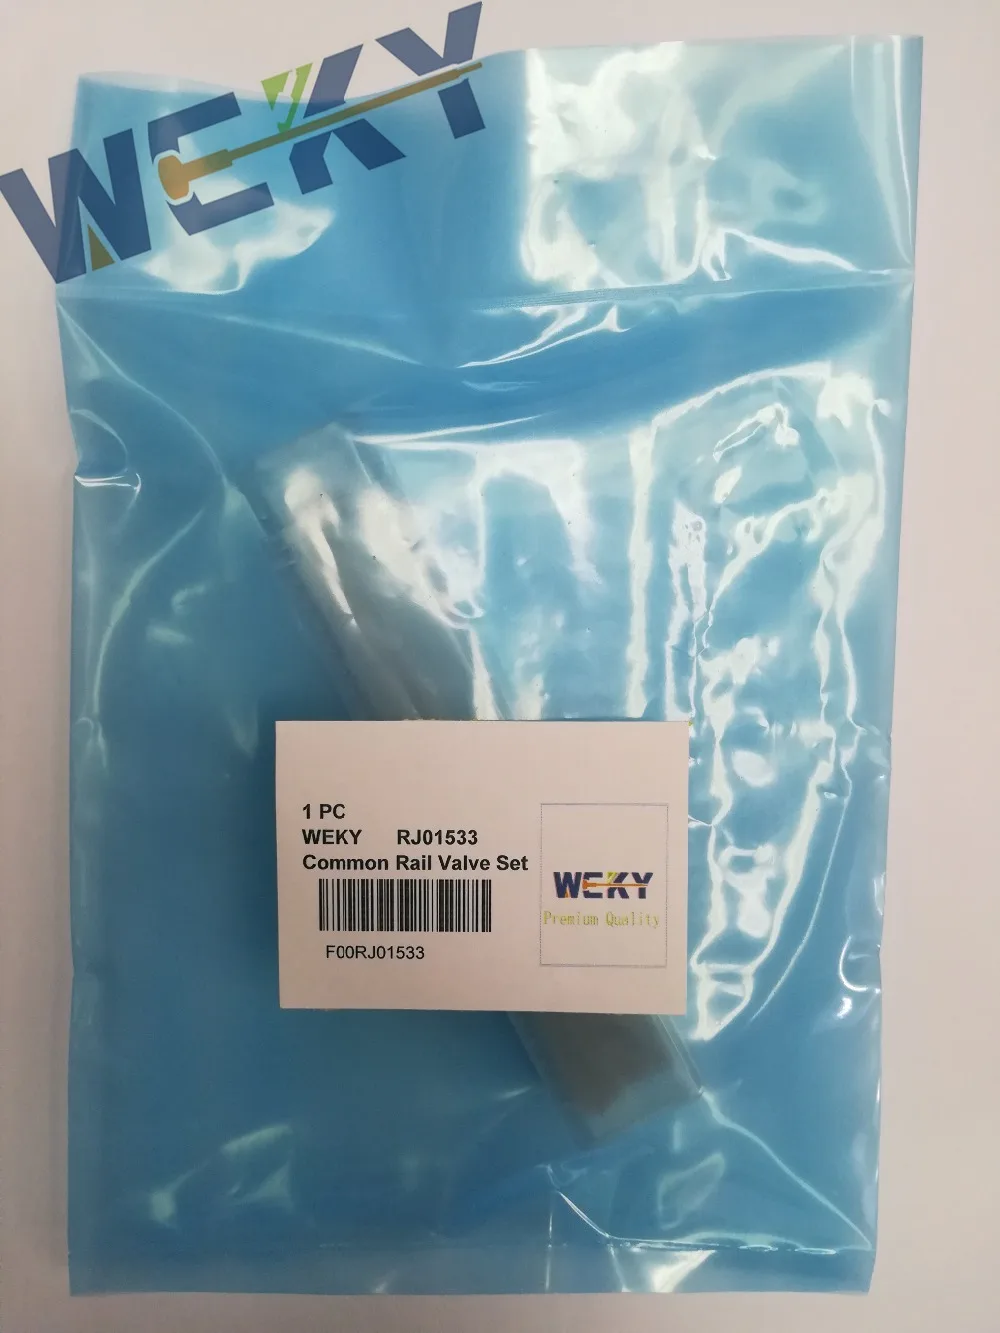 WEKY
1 PC
WEKY RJ01533
Common Rail Valve Set
F00RJ01533
WEKY
Premium Quality